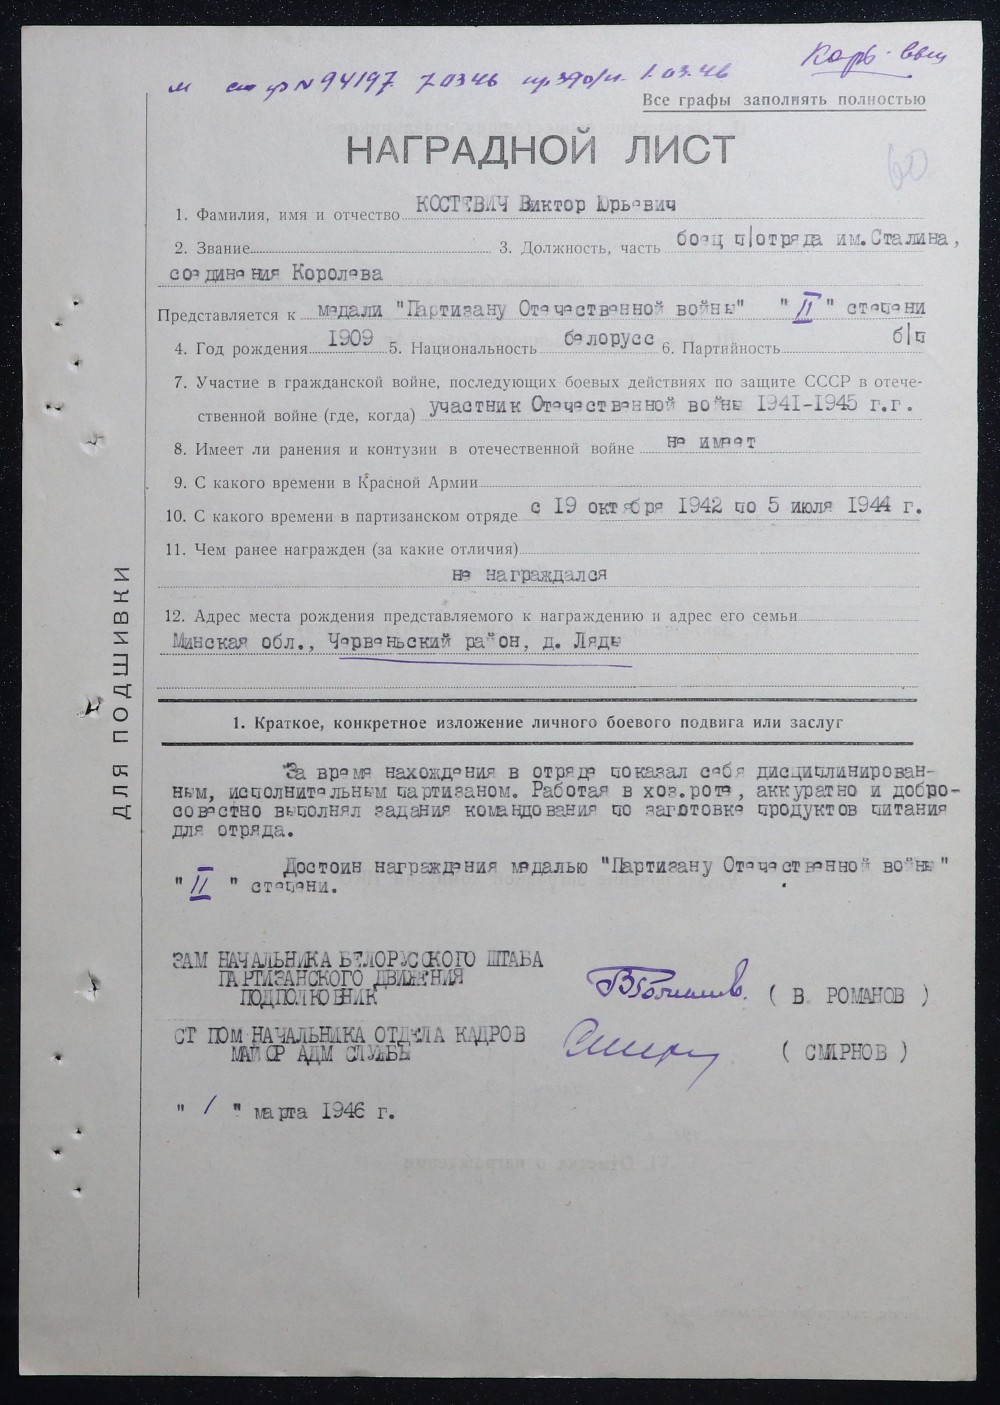 № 94197 7.03.46 1.03.46
Все графы заполнять полностью
НАГРАДНОЙ ЛИСТ
60
1. Фамилия, имя и отчество КОСТЕВИЧ Виктор Юрьевич
2. Звание 3. Должность, часть боец п|отряда им.Сталина,
соединения Королева
Представляется к медали "Партизану Отечественной войны" "II" степени
4. Год рождения 1909 5. Национальность белорусс 6. Партийность б|п
7. Участие в гражданской войне, последующих боевых действиях по защите СССР в отече-
ственной войне (где, когда) участник Отечественной войны 1941-1945 г.г.
8. Имеет ли ранения и контузии в отечественной войне не имеет
9. С какого времени в Красной Армии
10. С какого времени в партизанском отряде с 19 октября 1942 по 5 июля 1944 г.
11. Чем ранее награжден (за какие отличия)
не награждался
12. Адрес места рождения представляемого к награждению и адрес его семьи
Минская обл., Червеньский район, д. Ляды
ДЛЯ ПОДШИВКИ
1. Краткое, конкретное изложение личного боевого подвига или заслуг
За время нахождения в отряде показал себя дисциплинирован-
ным, исполнительным партизаном. Работая в хоз.роте, аккуратно и добро-
совестно выполнял задания командования по заготовке продуктов питания
для отряда.
Достоин награждения медалью "Партизану Отечественной войны"
"II" степени.
ЗАМ НАЧАЛЬНИКА БЕЛОРУССКОГО ШТАБА
ПАРТИЗАНСКОГО ДВИЖЕНИЯ
ПОДПОЛКОВНИК ( В. РОМАНОВ )
СТ ПОМ НАЧАЛЬНИКА ОТДЕЛА КАДРОВ
МАЙОР АДМ СЛУЖБЫ ( СМИРНОВ )
" 1 " марта 1946 г.